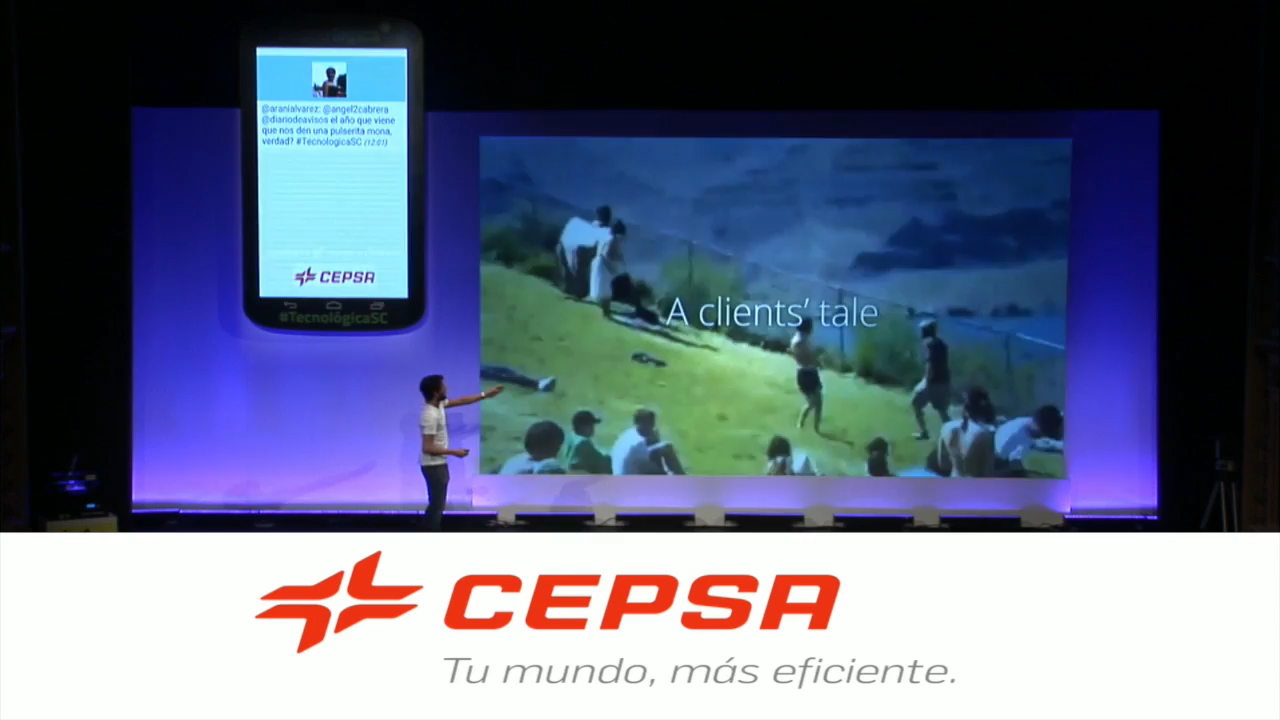 @aranialvarez: @angel2cabrera
@diariodeavisos el año que viene
que nos den una pulserita mona,
verdad? #TecnologicaSC (12:01)
CEPSA
#TecnológicaSC
A clients' tale
CEPSA
Tu mundo, más eficiente.